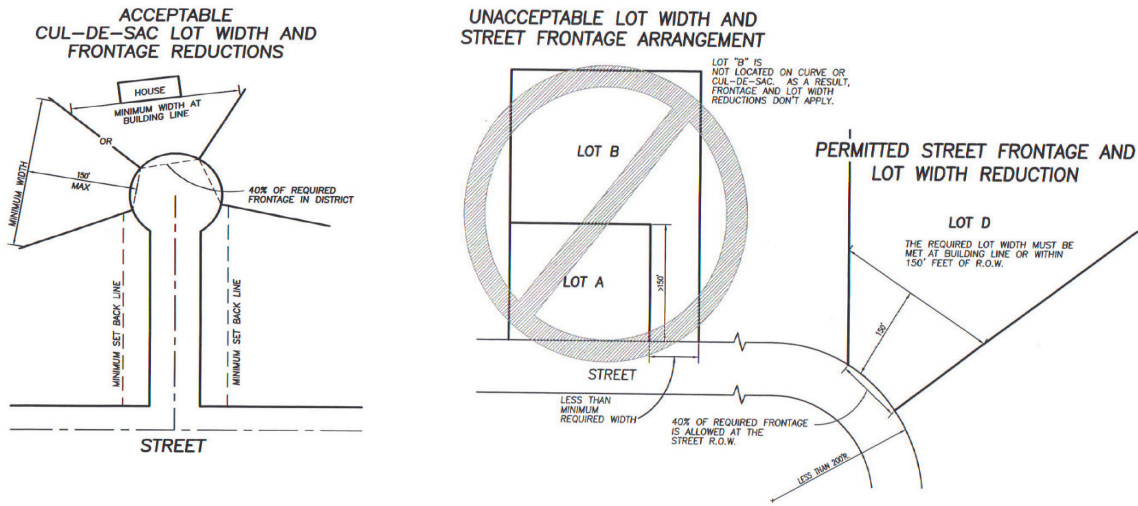 ACCEPTABLE
CUL-DE-SAC LOT WIDTH AND
FRONTAGE REDUCTIONS
HOUSE
MINIMUM WIDTH AT
BUILDING LINE
OR
MINIMUM WIDTH
150'
MAX
40% OF REQUIRED
FRONTAGE IN DISTRICT
MINIMUM SET BACK LINE
MINIMUM SET BACK LINE
STREET
UNACCEPTABLE LOT WIDTH AND
STREET FRONTAGE ARRANGEMENT
LOT "B" IS
NOT LOCATED ON CURVE OR
CUL-DE-SAC. AS A RESULT,
FRONTAGE AND LOT WIDTH
REDUCTIONS DON'T APPLY.
LOT B
LOT A
>150'
STREET
LESS THAN
MINIMUM
REQUIRED WIDTH
PERMITTED STREET FRONTAGE AND
LOT WIDTH REDUCTION
LOT D
THE REQUIRED LOT WIDTH MUST BE
MET AT BUILDING LINE OR WITHIN
150' FEET OF R.O.W.
150'
40% OF REQUIRED FRONTAGE
IS ALLOWED AT THE
STREET R.O.W.
LESS THAN 200'R.